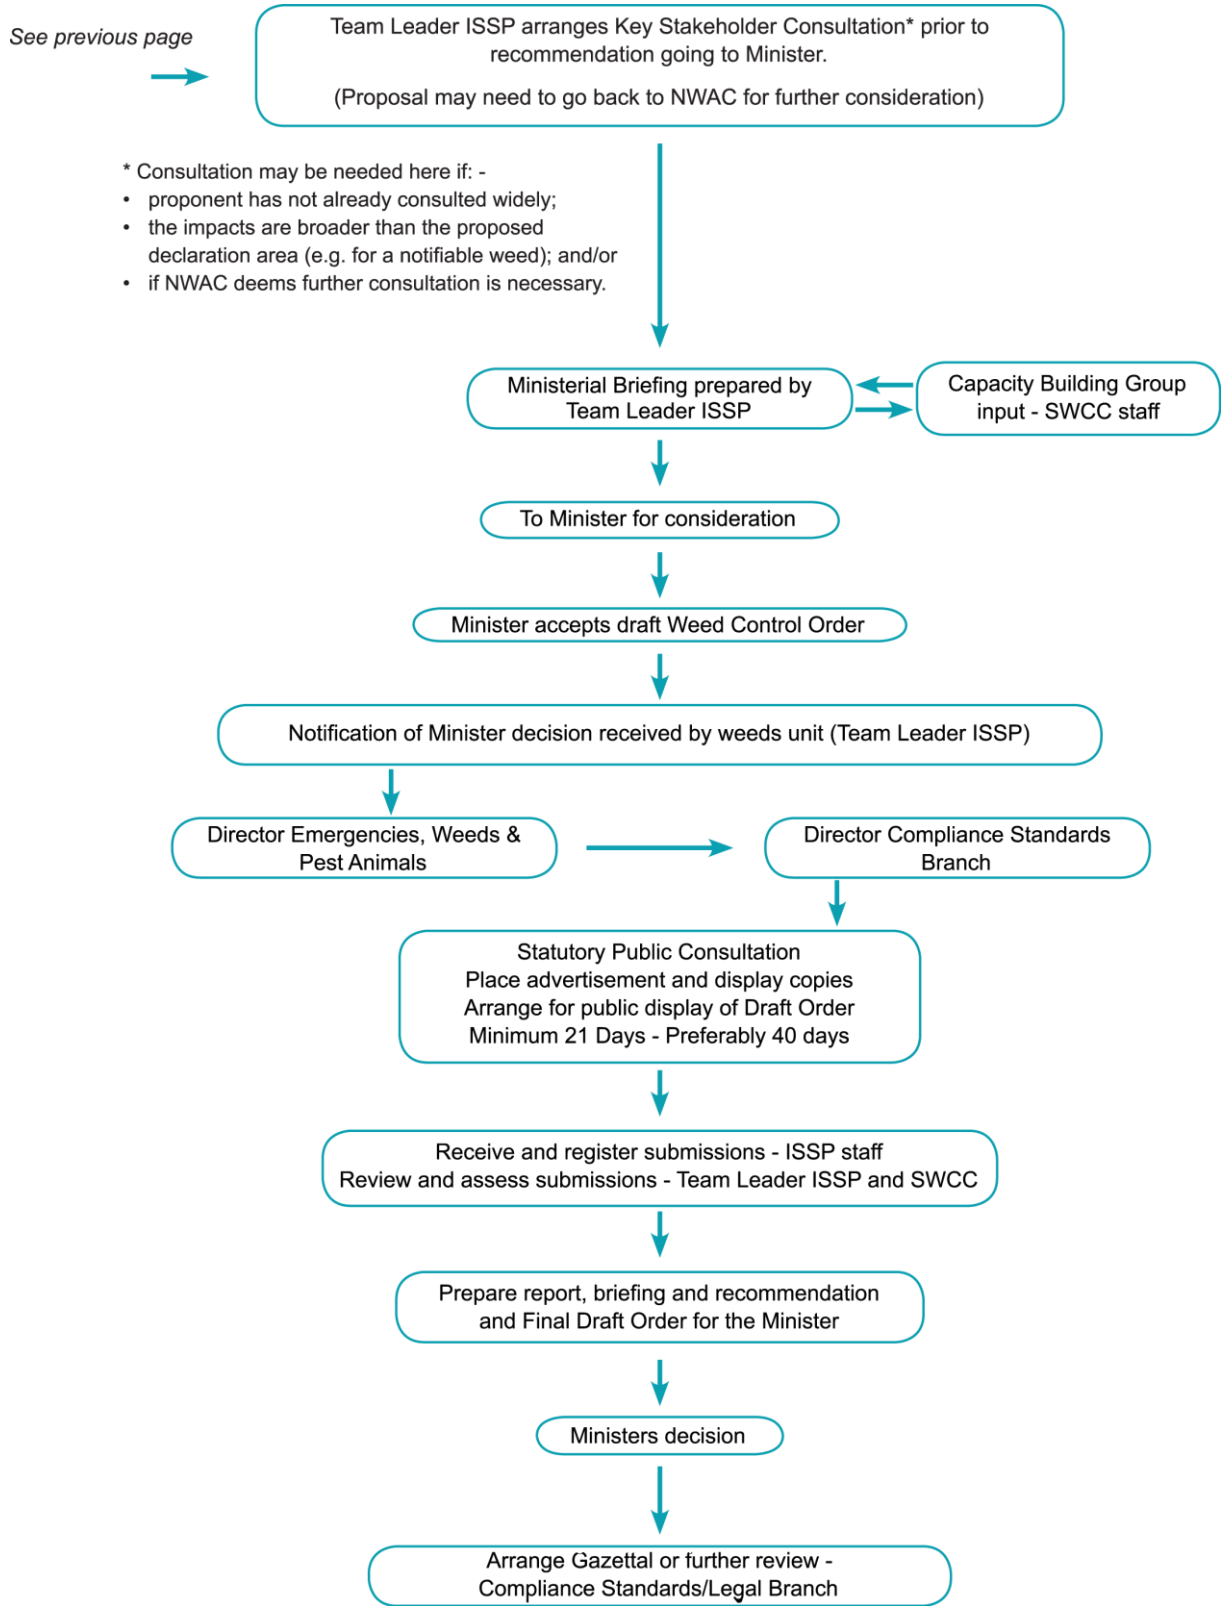 See previous page
Team Leader ISSP arranges Key Stakeholder Consultation* prior to
recommendation going to Minister.
(Proposal may need to go back to NWAC for further consideration)
* Consultation may be needed here if: -
• proponent has not already consulted widely;
• the impacts are broader than the proposed
declaration area (e.g. for a notifiable weed); and/or
• if NWAC deems further consultation is necessary.
Ministerial Briefing prepared by
Team Leader ISSP
Capacity Building Group
input - SWCC staff
To Minister for consideration
Minister accepts draft Weed Control Order
Notification of Minister decision received by weeds unit (Team Leader ISSP)
Director Emergencies, Weeds &
Pest Animals
Director Compliance Standards
Branch
Statutory Public Consultation
Place advertisement and display copies
Arrange for public display of Draft Order
Minimum 21 Days - Preferably 40 days
Receive and register submissions - ISSP staff
Review and assess submissions - Team Leader ISSP and SWCC
Prepare report, briefing and recommendation
and Final Draft Order for the Minister
Ministers decision
Arrange Gazettal or further review -
Compliance Standards/Legal Branch